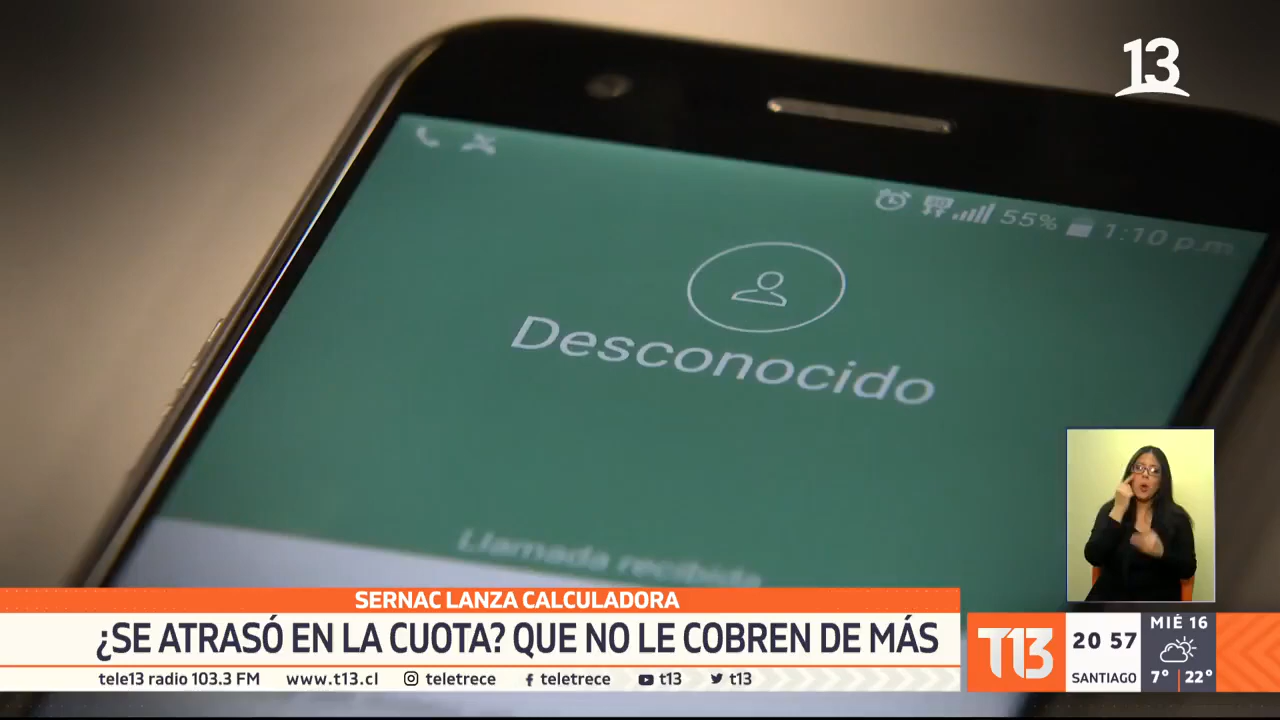 13
55% 1:10 p.m.
Desconocido
Llamada recibida
SERNAC LANZA CALCULADORA
¿SE ATRASÓ EN LA CUOTA? QUE NO LE COBREN DE MÁS
tele13 radio 103.3 FM www.t13.cl teletrece teletrece t13 t13
T13
20 57
SANTIAGO
MIÉ 16
7° 22°